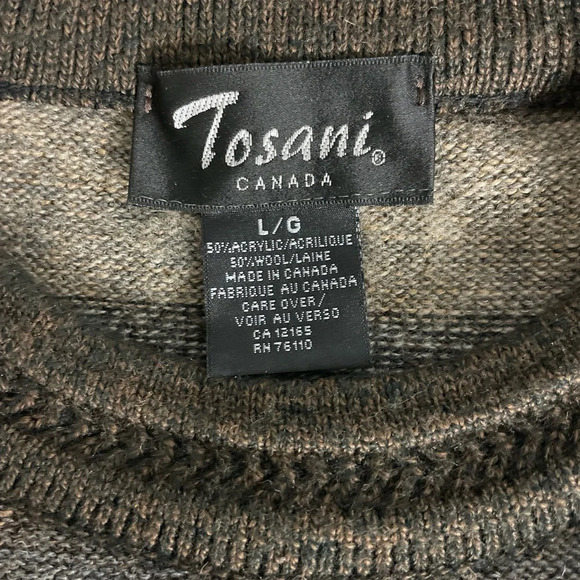 Tosani®
CANADA
L/G
50%ACRYLIC/ACRILIQUE
50%WOOL/LAINE
MADE IN CANADA
FABRIQUE AU CANADA
CARE OVER/
VOIR AU VERSO
CA 12165
RN 76110